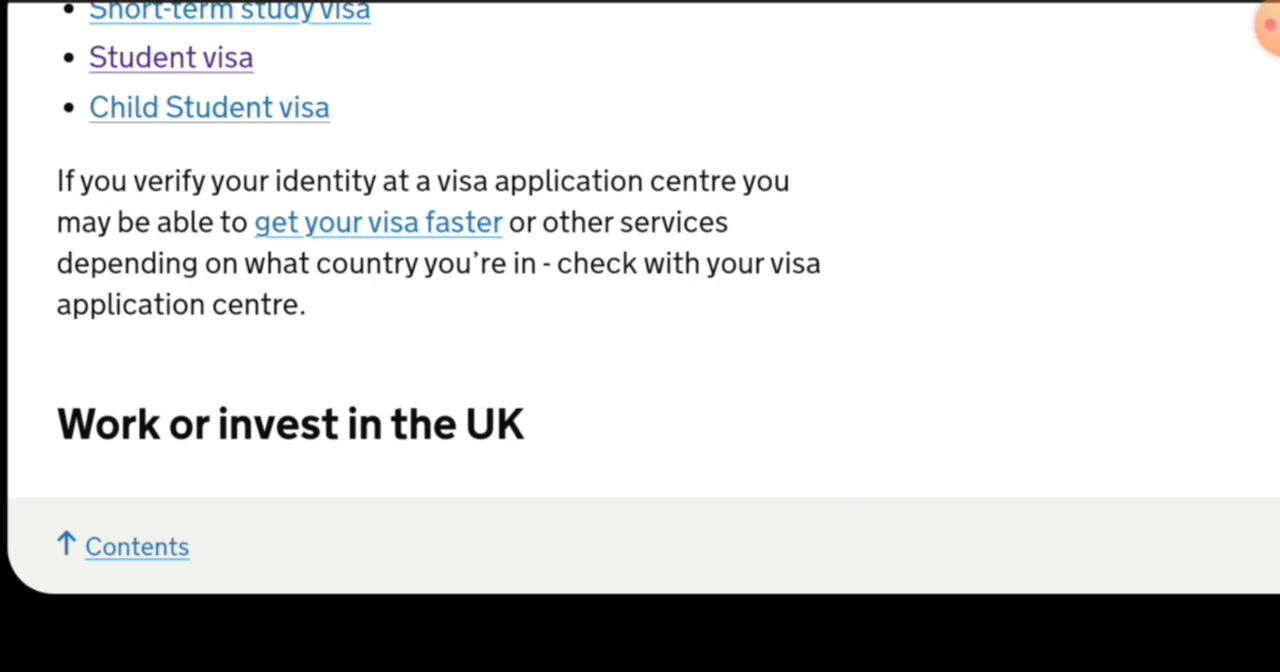 Short-term study visa
Student visa
Child Student visa
If you verify your identity at a visa application centre you
may be able to get your visa faster or other services
depending on what country you’re in - check with your visa
application centre.
Work or invest in the UK
↑ Contents